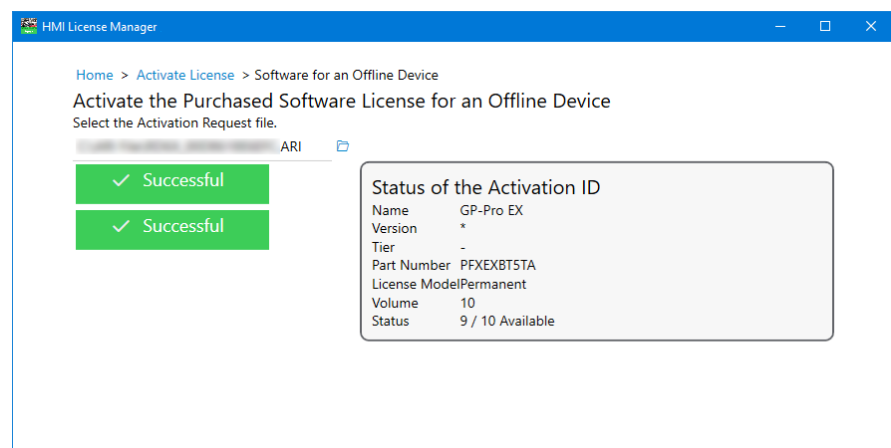 HMI License Manager
Home > Activate License > Software for an Offline Device
Activate the Purchased Software License for an Offline Device
Select the Activation Request file.
.ARI
Successful
Successful
Status of the Activation ID
Name GP-Pro EX
Version *
Tier -
Part Number PFXEXBT5TA
License ModelPermanent
Volume 10
Status 9 / 10 Available